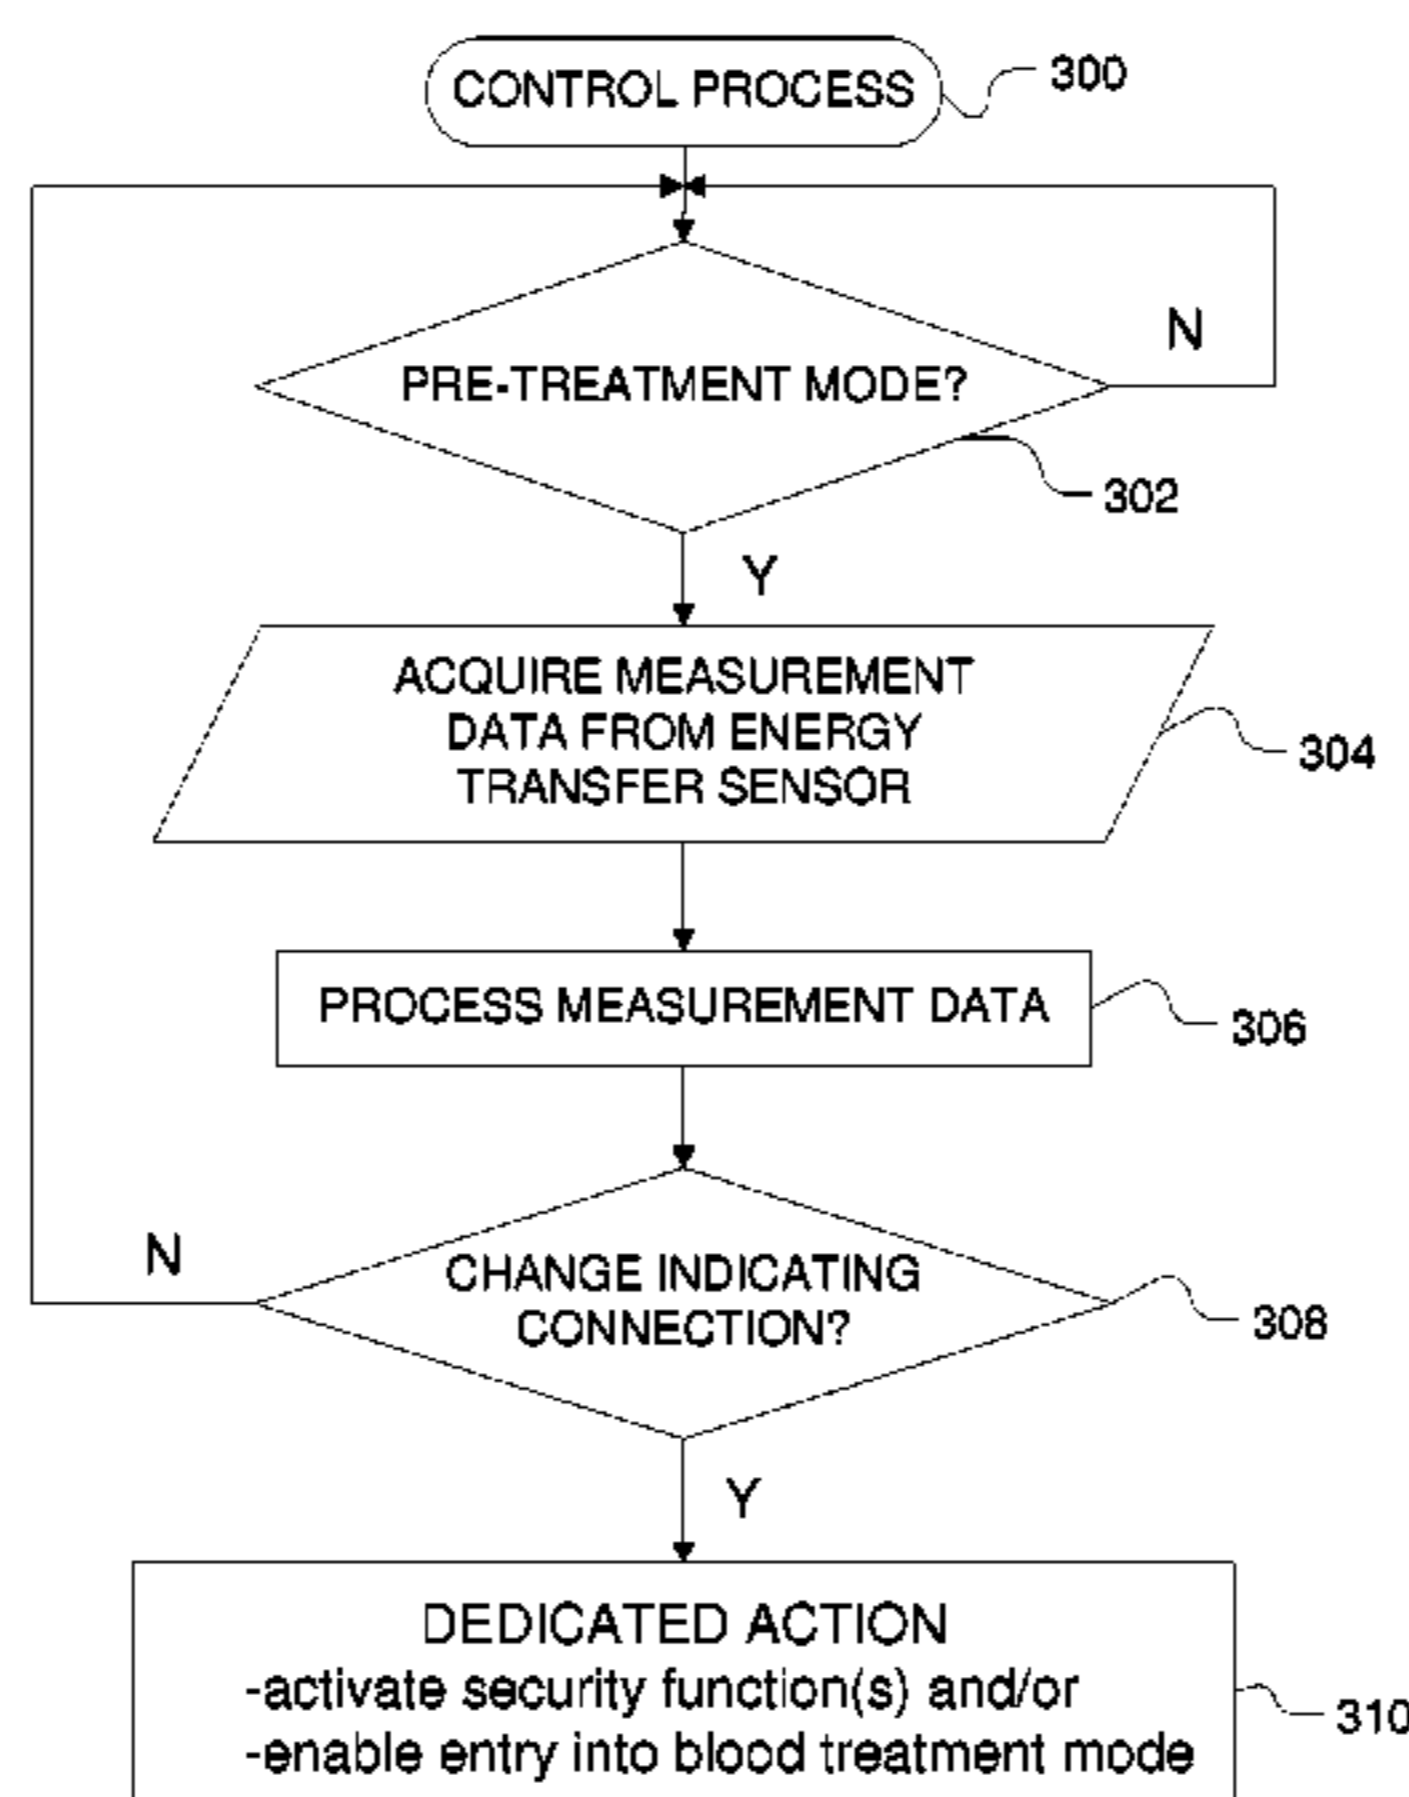 CONTROL PROCESS
300
N
PRE-TREATMENT MODE?
302
Y
ACQUIRE MEASUREMENT
DATA FROM ENERGY
TRANSFER SENSOR
304
PROCESS MEASUREMENT DATA
306
N
CHANGE INDICATING
CONNECTION?
308
Y
DEDICATED ACTION
-activate security function(s) and/or
-enable entry into blood treatment mode
310